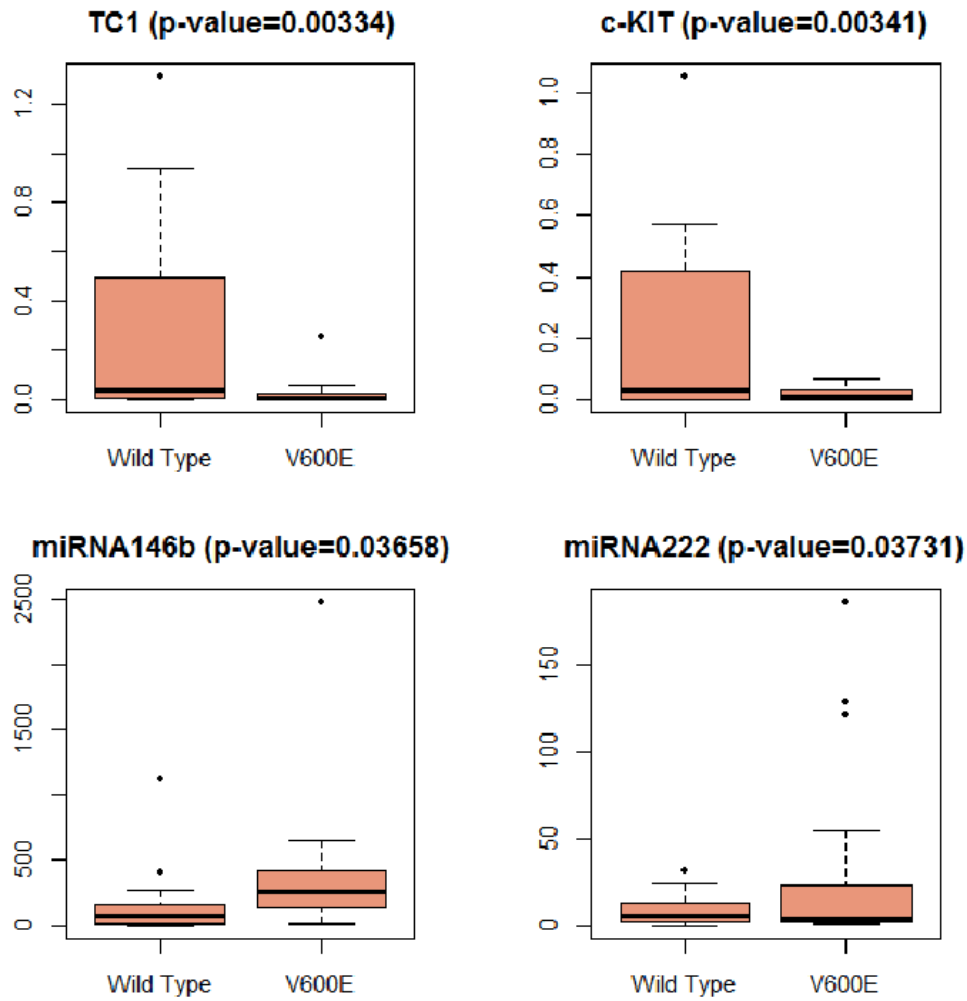 TC1 (p-value=0.00334)
1.2
0.8
0.4
0.0
Wild Type V600E
c-KIT (p-value=0.00341)
1.0
0.8
0.6
0.4
0.2
0.0
Wild Type V600E
miRNA146b (p-value=0.03658)
2500
1500
500
0
Wild Type V600E
miRNA222 (p-value=0.03731)
150
100
50
0
Wild Type V600E